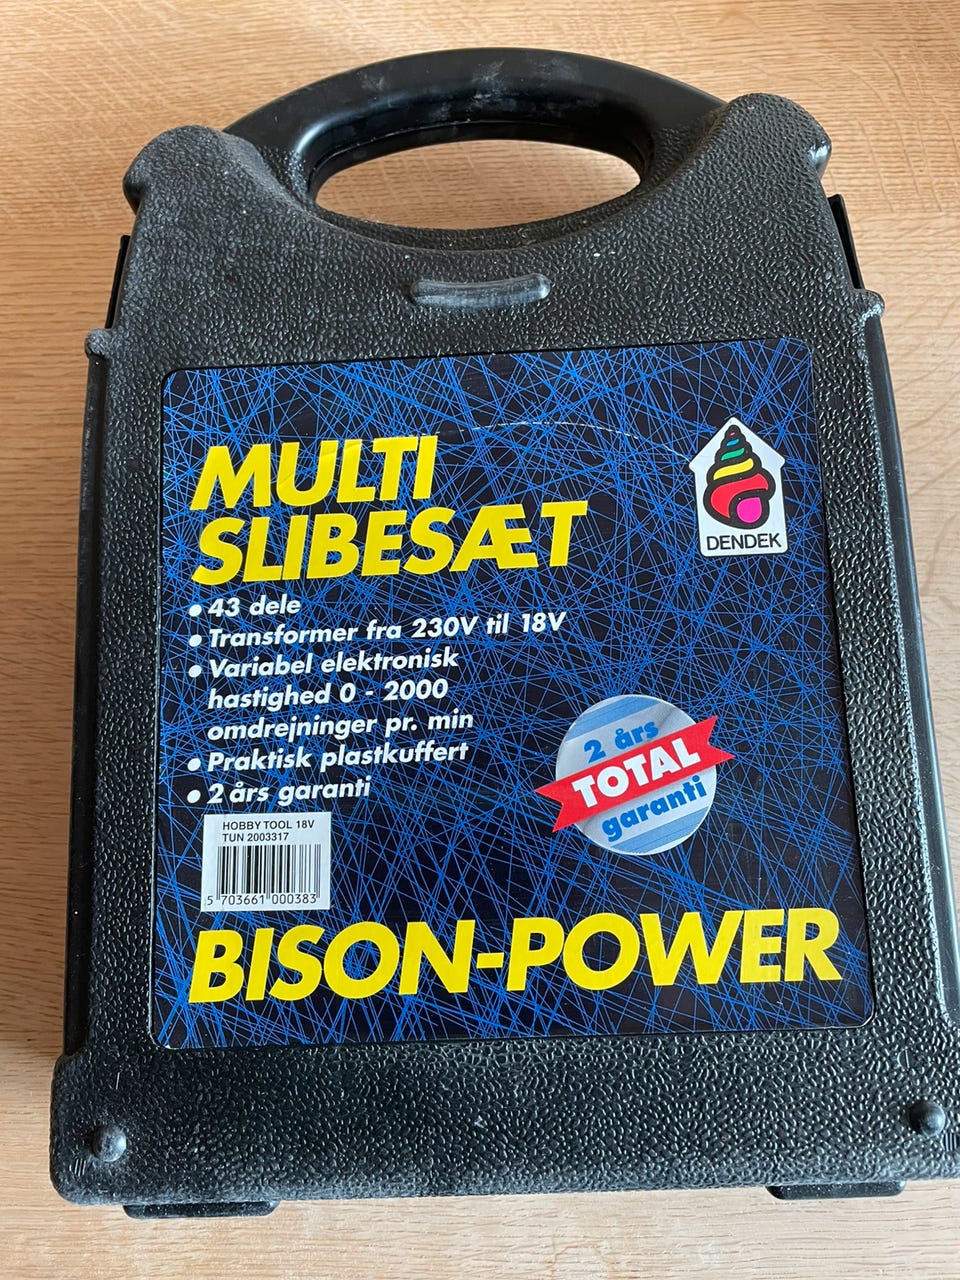 MULTI
SLIBESÆT
DENDEK
• 43 dele
• Transformer fra 230V til 18V
• Variabel elektronisk
hastighed 0 - 2000
omdrejninger pr. min
• Praktisk plastkuffert
• 2 års garanti
2 års
TOTAL
garanti
HOBBY TOOL 18V
TUN 2003317
5 703661 000383
BISON-POWER